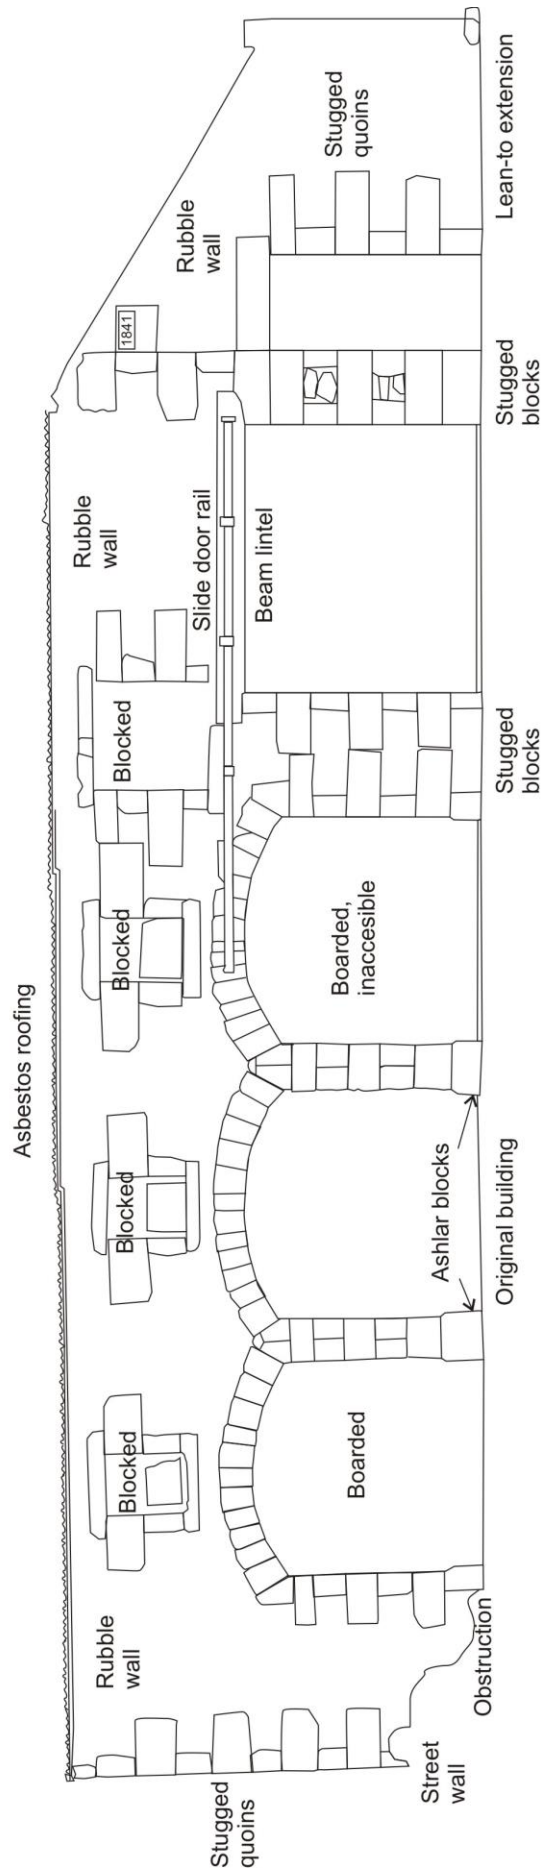 Asbestos roofing
Rubble
wall
Blocked
Blocked
Blocked
Blocked
Rubble
wall
1841
Rubble
wall
Stugged
quoins
Slide door rail
Beam lintel
Stugged
quoins
Boarded
Boarded,
inaccesible
Ashlar blocks
Street
wall
Obstruction
Original building
Stugged
blocks
Stugged
blocks
Lean-to extension